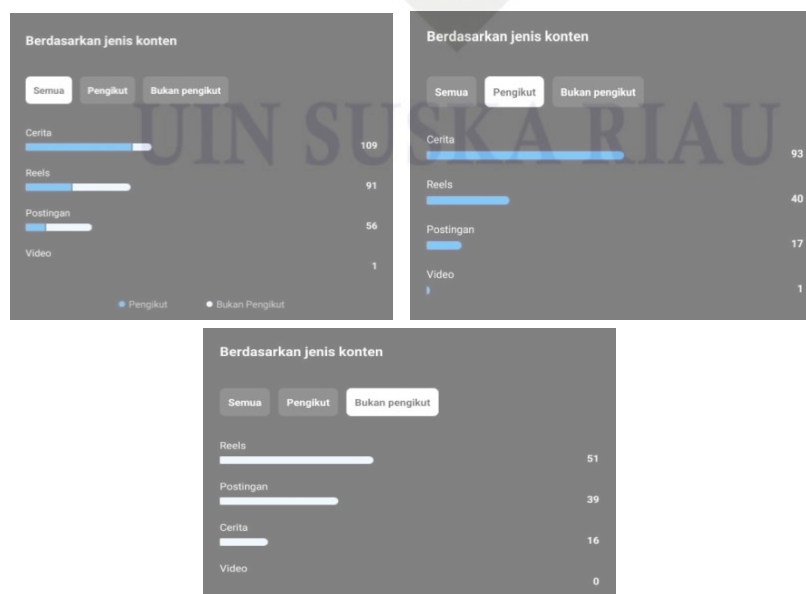 Berdasarkan jenis konten
Semua Pengikut Bukan pengikut
Cerita
109
Reels
91
Postingan
56
Video
1
Pengikut Bukan Pengikut
Berdasarkan jenis konten
Semua Pengikut Bukan pengikut
Cerita
93
Reels
40
Postingan
17
Video
1
UIN SUSKA RIAU
Berdasarkan jenis konten
Semua Pengikut Bukan pengikut
Reels
51
Postingan
39
Cerita
16
Video
0